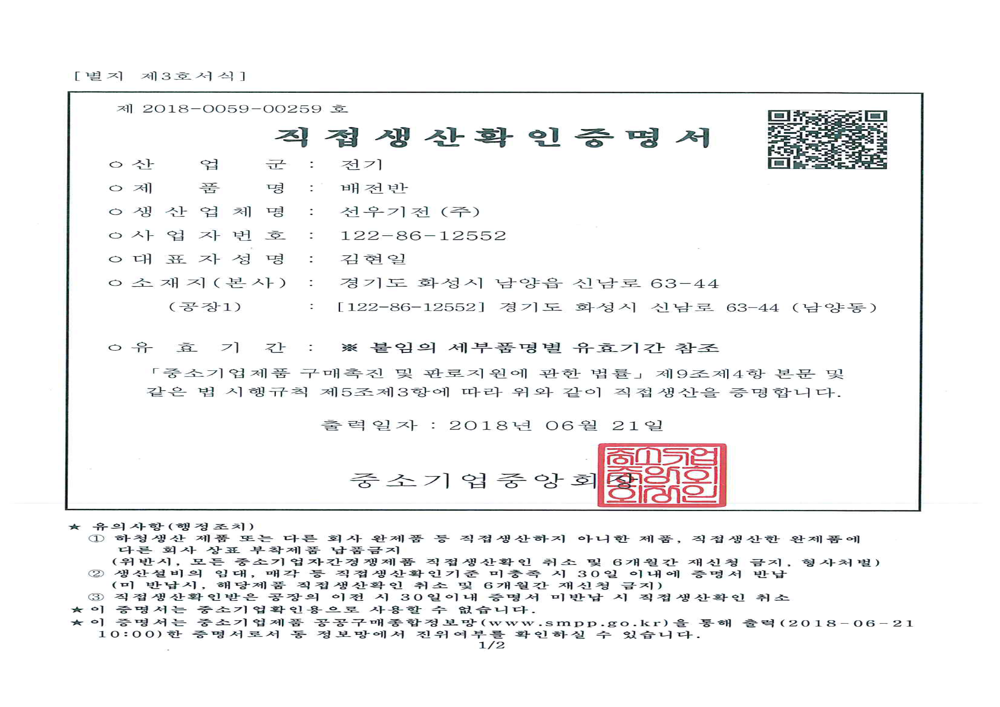 [별지 제3호서식]
제 2018-0059-00259 호
직접생산확인증명서
○ 산 업 군 : 전기
○ 제 품 명 : 배전반
○ 생 산 업 체 명 : 선우기전(주)
○ 사 업 자 번 호 : 122-86-12552
○ 대 표 자 성 명 : 김현일
○ 소 재 지(본 사) : 경기도 화성시 남양읍 신남로 63-44
(공장1) : [122-86-12552] 경기도 화성시 신남로 63-44 (남양동)
○ 유 효 기 간 : ※ 붙임의 세부품명별 유효기간 참조
「중소기업제품 구매촉진 및 판로지원에 관한 법률」 제9조제4항 본문 및
같은 법 시행규칙 제5조제3항에 따라 위와 같이 직접생산을 증명합니다.
출력일자 : 2018년 06월 21일
중소기업중앙회장
중소기업
중앙회
회장인
★ 유의사항(행정조치)
① 하청생산 제품 또는 다른 회사 완제품 등 직접생산하지 아니한 제품, 직접생산한 완제품에
다른 회사 상표 부착제품 납품금지
(위반시, 모든 중소기업자간경쟁제품 직접생산확인 취소 및 6개월간 재신청 금지, 형사처벌)
② 생산설비의 임대, 매각 등 직접생산확인기준 미충족 시 30일 이내에 증명서 반납
(미 반납시, 해당제품 직접생산확인 취소 및 6개월간 재신청 금지)
③ 직접생산확인받은 공장의 이전 시 30일이내 증명서 미반납 시 직접생산확인 취소
★ 이 증명서는 중소기업확인용으로 사용할 수 없습니다.
★ 이 증명서는 중소기업제품 공공구매종합정보망(www.smpp.go.kr)을 통해 출력(2018-06-21
10:00)한 증명서로서 동 정보망에서 진위여부를 확인하실 수 있습니다.
1/2